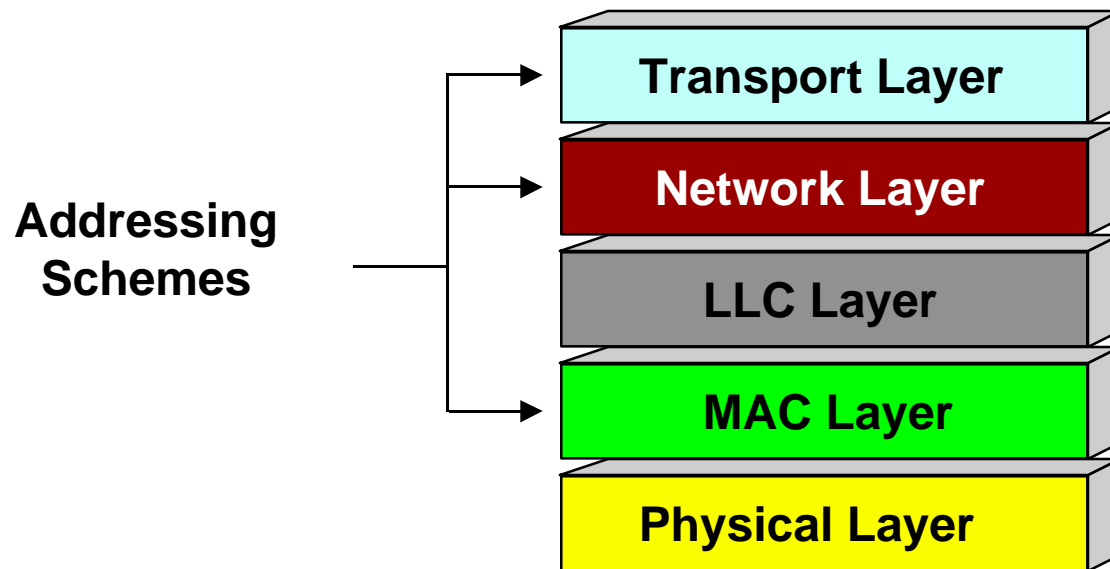 Transport Layer
Network Layer
Addressing
Schemes
LLC Layer
MAC Layer
Physical Layer